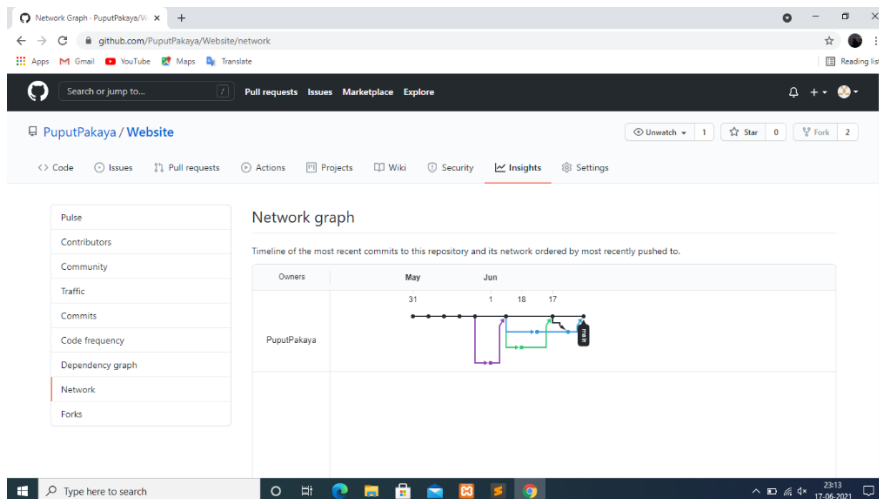 Network Graph · PuputPakaya/W
github.com/PuputPakaya/Website/network
Apps Gmail YouTube Maps Translate Reading list
Search or jump to... / Pull requests Issues Marketplace Explore
PuputPakaya / Website Unwatch 1 Star 0 Fork 2
<> Code Issues Pull requests Actions Projects Wiki Security Insights Settings
Pulse
Contributors
Community
Traffic
Commits
Code frequency
Dependency graph
Network
Forks
Network graph
Timeline of the most recent commits to this repository and its network ordered by most recently pushed to.
Owners May Jun
31 1 18 17
PuputPakaya
main
Type here to search
23:13
17-06-2021